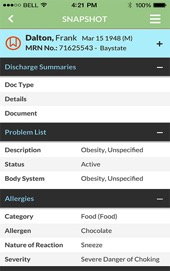 BELL 4:21 PM 100%
SNAPSHOT
Dalton, Frank Mar 15 1948 (M)
MRN No.: 71625543 - Baystate +
Discharge Summaries –
Doc Type
Details
Document
Problem List –
Description Obesity, Unspecified
Status Active
Body System Obesity, Unspecified
Allergies –
Category Food (Food)
Allergen Chocolate
Nature of Reaction Sneeze
Severity Severe Danger of Choking